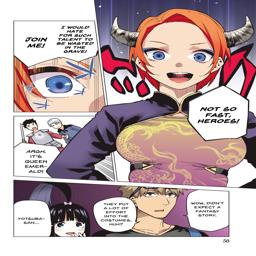 I WOULD
HATE
FOR SUCH
TALENT TO
BE WASTED
IN THE
GRAVE!
JOIN
ME!
NOT SO
FAST,
HEROES!
ARGH,
IT'S
QUEEN
EMER-
ALD!
WOW, DIDN'T
EXPECT A
FANTASY
STORY.
THEY PUT
A LOT OF
EFFORT
INTO THE
COSTUMES,
HUH?
YOTSUBA-
SAN...
50